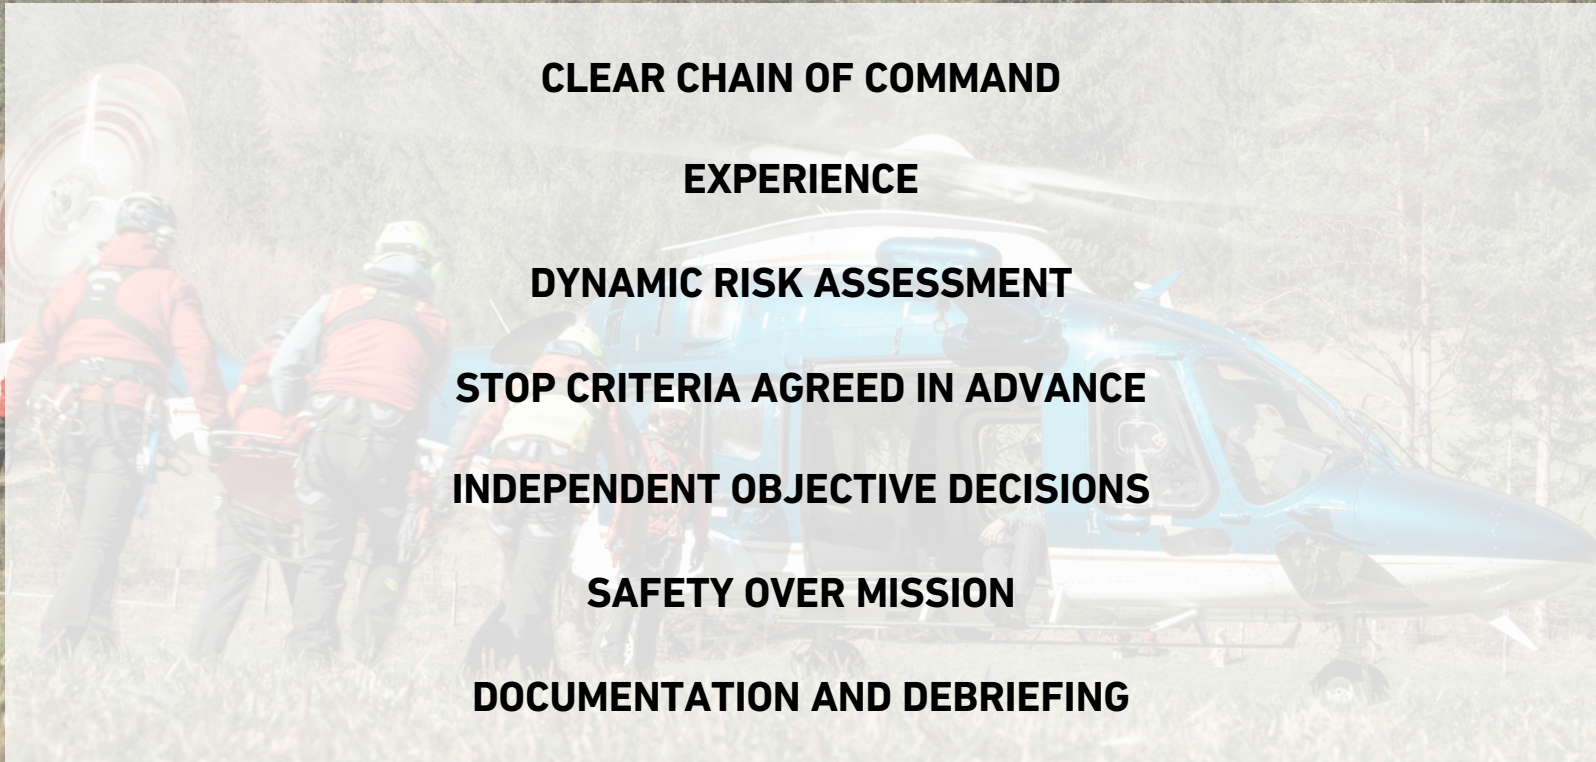 CLEAR CHAIN OF COMMAND
EXPERIENCE
DYNAMIC RISK ASSESSMENT
STOP CRITERIA AGREED IN ADVANCE
INDEPENDENT OBJECTIVE DECISIONS
SAFETY OVER MISSION
DOCUMENTATION AND DEBRIEFING